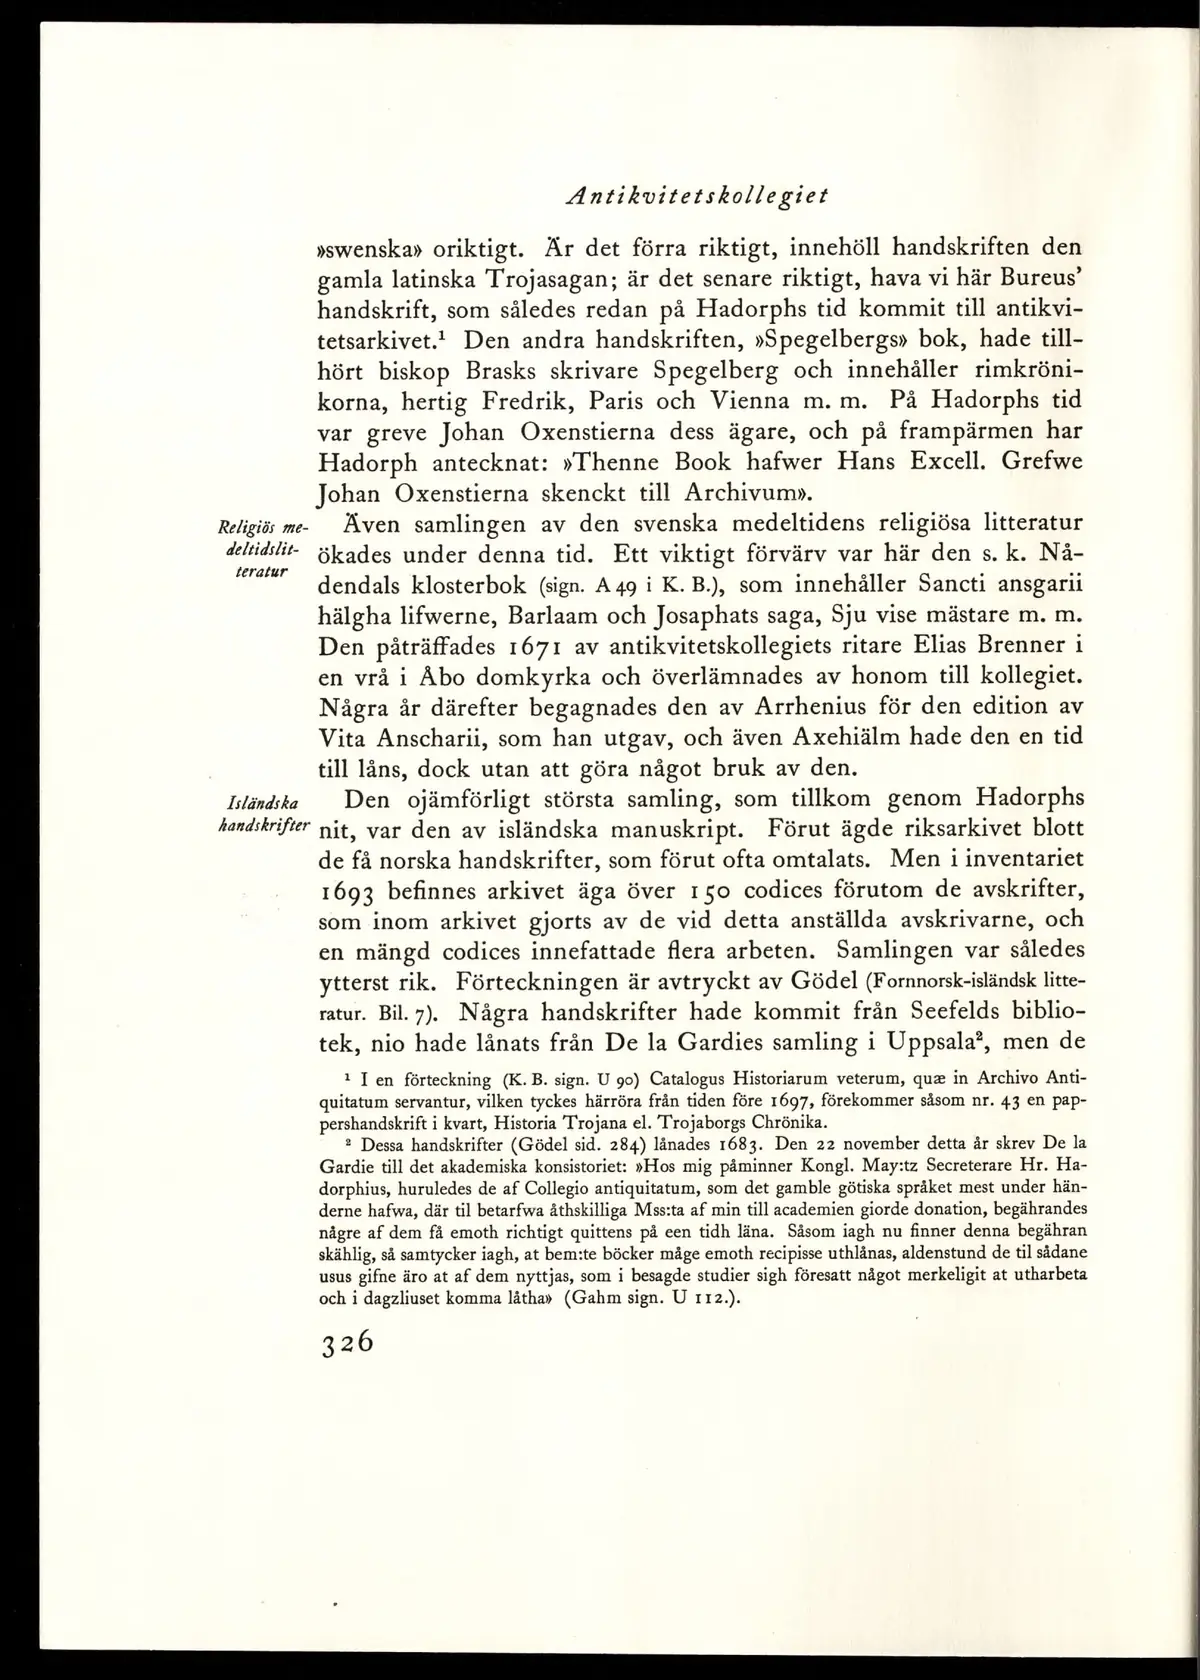 Antikvitetskollegiet
»swenska» oriktigt. Är det förra riktigt, innehöll handskriften den
gamla latinska Trojasagan; är det senare riktigt, hava vi här Bureus’
handskrift, som således redan på Hadorphs tid kommit till antikvi-
tetsarkivet.¹ Den andra handskriften, »Spegelbergs» bok, hade till-
hört biskop Brasks skrivare Spegelberg och innehåller rimkröni-
korna, hertig Fredrik, Paris och Vienna m. m. På Hadorphs tid
var greve Johan Oxenstierna dess ägare, och på frampärmen har
Hadorph antecknat: »Thenne Book hafwer Hans Excell. Grefwe
Johan Oxenstierna skenckt till Archivum».
Religiös me-
deltidslit-
teratur
Även samlingen av den svenska medeltidens religiösa litteratur
ökades under denna tid. Ett viktigt förvärv var här den s. k. Nå-
dendals klosterbok (sign. A 49 i K. B.), som innehåller Sancti ansgarii
hälgha lifwerne, Barlaam och Josaphats saga, Sju vise mästare m. m.
Den påträffades 1671 av antikvitetskollegiets ritare Elias Brenner i
en vrå i Åbo domkyrka och överlämnades av honom till kollegiet.
Några år därefter begagnades den av Arrhenius för den edition av
Vita Anscharii, som han utgav, och även Axehiälm hade den en tid
till låns, dock utan att göra något bruk av den.
Isländska
handskrifter
Den ojämförligt största samling, som tillkom genom Hadorphs
nit, var den av isländska manuskript. Förut ägde riksarkivet blott
de få norska handskrifter, som förut ofta omtalats. Men i inventariet
1693 befinnes arkivet äga över 150 codices förutom de avskrifter,
som inom arkivet gjorts av de vid detta anställda avskrivarne, och
en mängd codices innefattade flera arbeten. Samlingen var således
ytterst rik. Förteckningen är avtryckt av Gödel (Fornnorsk-isländsk litte-
ratur. Bil. 7). Några handskrifter hade kommit från Seefelds biblio-
tek, nio hade lånats från De la Gardies samling i Uppsala², men de
¹ I en förteckning (K. B. sign. U 90) Catalogus Historiarum veterum, quæ in Archivo Anti-
quitatum servantur, vilken tyckes härröra från tiden före 1697, förekommer såsom nr. 43 en pap-
pershandskrift i kvart, Historia Trojana el. Trojaborgs Chrönika.
² Dessa handskrifter (Gödel sid. 284) lånades 1683. Den 22 november detta år skrev De la
Gardie till det akademiska konsistoriet: »Hos mig påminner Kongl. May:tz Secreterare Hr. Ha-
dorphius, huruledes de af Collegio antiquitatum, som det gamble götiska språket mest under hän-
derne hafwa, där til betarfwa åthskilliga Mss:ta af min till academien giorde donation, begährandes
någre af dem få emoth richtigt quittens på een tidh läna. Såsom iagh nu finner denna begähran
skählig, så samtycker iagh, at bem:te böcker måge emoth recipisse uthlånas, aldenstund de til sådane
usus gifne äro at af dem nyttjas, som i besagde studier sigh föresatt något merkeligit at utharbeta
och i dagzliuset komma låtha» (Gahm sign. U 112.).
326